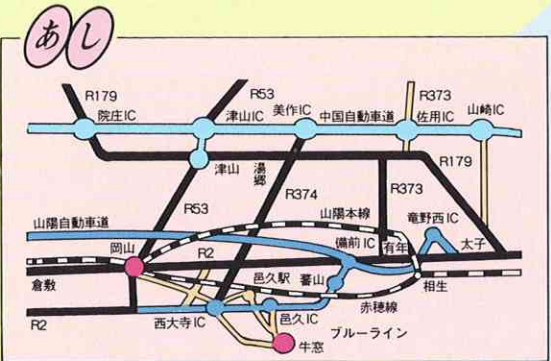 あし
R179
R53
R373
院庄IC
津山IC
美作IC
中国自動車道
佐用IC
山崎IC
津山
湯郷
R179
R53
R374
R373
山陽自動車道
山陽本線
竜野西IC
岡山
R2
備前IC
有年
太子
倉敷
邑久駅
蕃山
相生
赤穂線
R2
西大寺IC
邑久IC
ブルーライン
牛窓